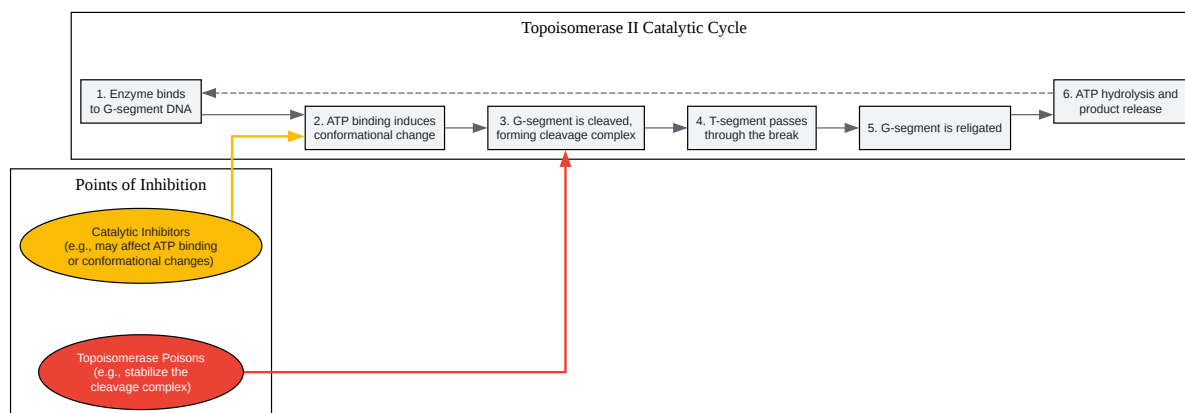 Topoisomerase II Catalytic Cycle
1. Enzyme binds
to G-segment DNA
2. ATP binding induces
conformational change
3. G-segment is cleaved,
forming cleavage complex
4. T-segment passes
through the break
5. G-segment is religated
6. ATP hydrolysis and
product release
Points of Inhibition
Catalytic Inhibitors
(e.g., may affect ATP binding
or conformational changes)
Topoisomerase Poisons
(e.g., stabilize the
cleavage complex)